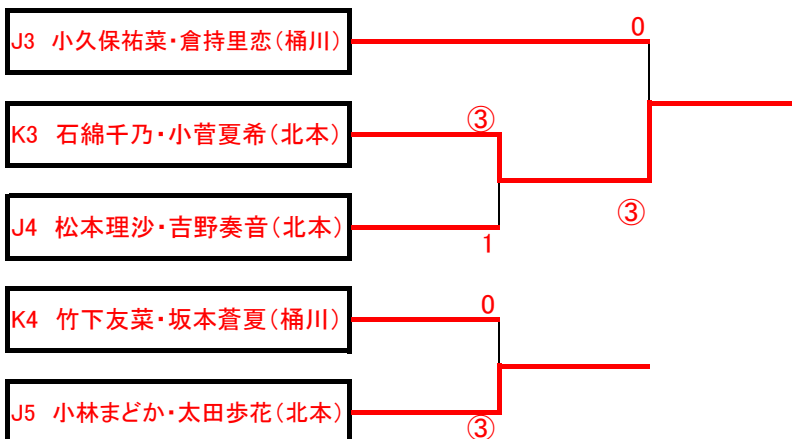 0
J3 小久保祐菜・倉持里恋(桶川)
③
K3 石綿千乃・小菅夏希(北本)
③
J4 松本理沙・吉野奏音(北本)
1
0
K4 竹下友菜・坂本蒼夏(桶川)
J5 小林まどか・太田歩花(北本)
③